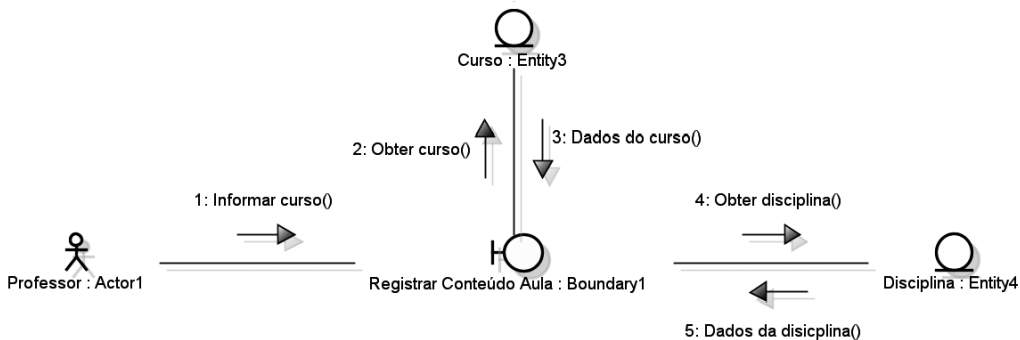 Curso : Entity3
2: Obter curso()
3: Dados do curso()
1: Informar curso()
4: Obter disciplina()
Professor : Actor1
Registrar Conteúdo Aula : Boundary1
Disciplina : Entity4
5: Dados da disicplina()